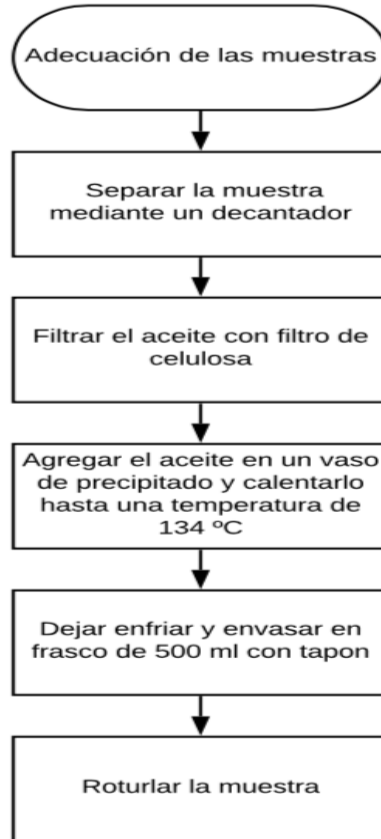 Adecuación de las muestras
Separar la muestra
mediante un decantador
Filtrar el aceite con filtro de
celulosa
Agregar el aceite en un vaso
de precipitado y calentarlo
hasta una temperatura de
134 ºC
Dejar enfriar y envasar en
frasco de 500 ml con tapon
Roturlar la muestra